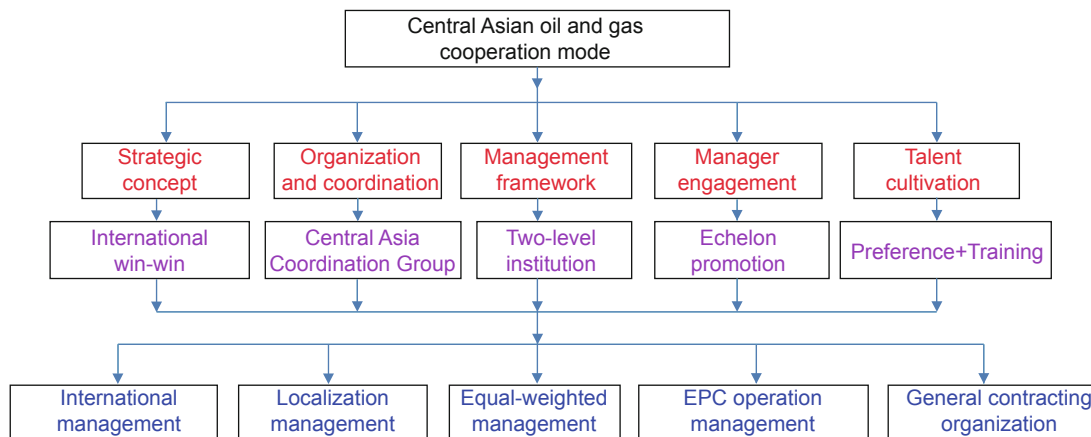 Central Asian oil and gas
cooperation mode
Strategic
concept
Organization
and coordination
Management
framework
Manager
engagement
Talent
cultivation
International
win-win
Central Asia
Coordination Group
Two-level
institution
Echelon
promotion
Preference+Training
International
management
Localization
management
Equal-weighted
management
EPC operation
management
General contracting
organization